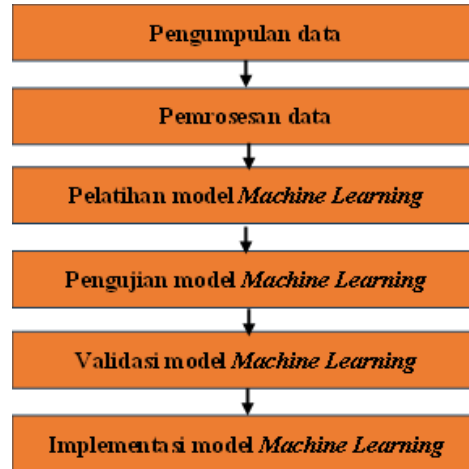 Pengumpulan data
Pemrosesan data
Pelatihan model Machine Learning
Pengujian model Machine Learning
Validasi model Machine Learning
Implementasi model Machine Learning